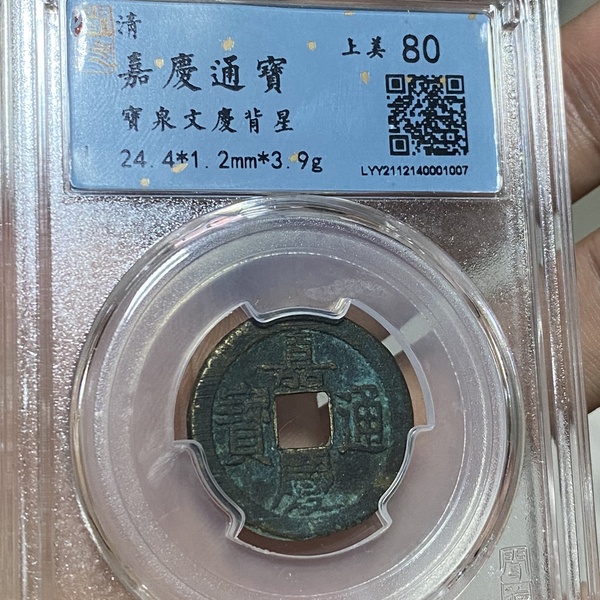 清
嘉慶通寶
上美 80
寶泉文慶背星
24.4*1.2mm*3.9g
LYY2112140001007
嘉慶通寶